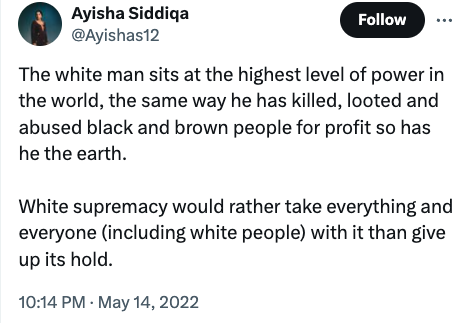 Ayisha Siddiqa
@Ayishas12
Follow
The white man sits at the highest level of power in
the world, the same way he has killed, looted and
abused black and brown people for profit so has
he the earth.
White supremacy would rather take everything and
everyone (including white people) with it than give
up its hold.
10:14 PM · May 14, 2022